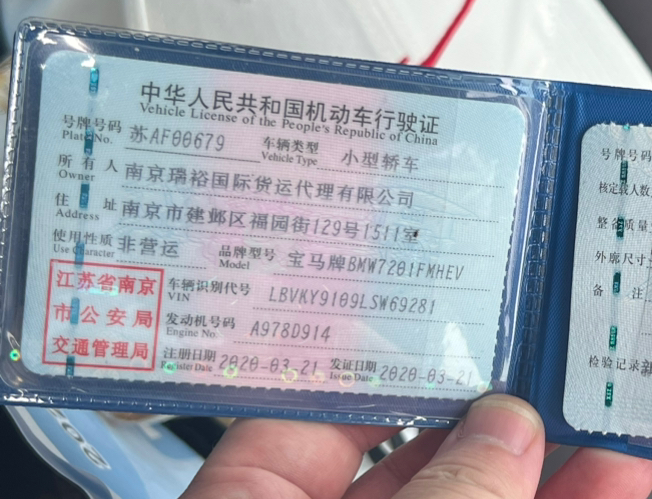 中华人民共和国机动车行驶证
Vehicle License of the People's Republic of China
号牌号码 苏AF00679 车辆类型 小型轿车
Plate No. Vehicle Type
所有人 南京瑞裕国际货运代理有限公司
Owner
住址 南京市建邺区福园街129号1511室
Address
使用性质 非营运 品牌型号 宝马牌BMW7201FMHEV
Use Character Model
江苏省南京
市公安局
交通管理局
车辆识别代号 LBVKY9109LSW69281
VIN
发动机号码 A978D914
Engine No.
注册日期 2020-03-21 发证日期 2020-03-21
Register Date Issue Date
号牌号码
核定载人数
整备质量
外廓尺寸
备注
检验记录